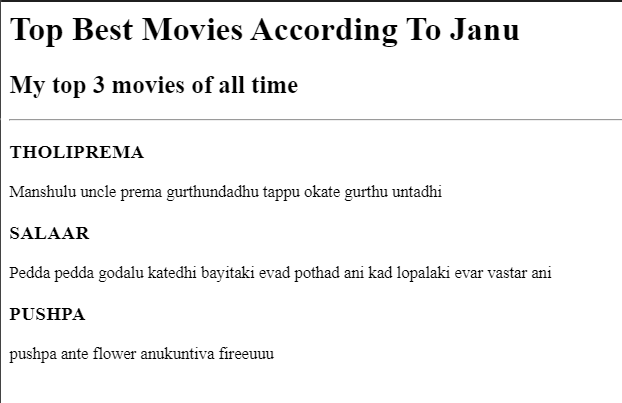 Top Best Movies According To Janu
My top 3 movies of all time
THOLIPREMA
Manshulu uncle prema gurthundadhu tappu okate gurthu untadhi
SALAAR
Pedda pedda godalu katedhi bayitaki evad pothad ani kad lopalaki evar vastar ani
PUSHPA
pushpa ante flower anukuntiva fireeuuu